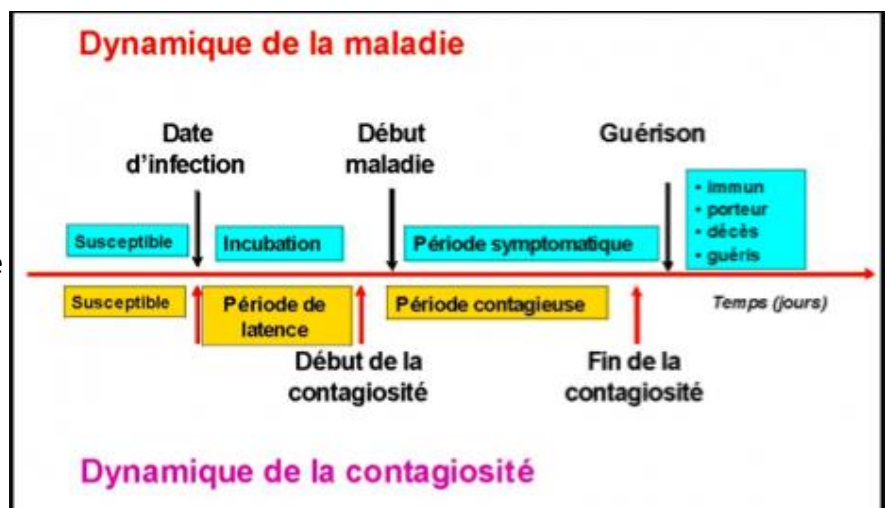 Dynamique de la maladie
Date
d'infection
Début
maladie
Guérison
• immun
• porteur
• décès
• guéris
Susceptible
Incubation
Période symptomatique
e
Susceptible
Période de
latence
Période contagieuse
Temps (jours)
Début de la
contagiosité
Fin de la
contagiosité
Dynamique de la contagiosité